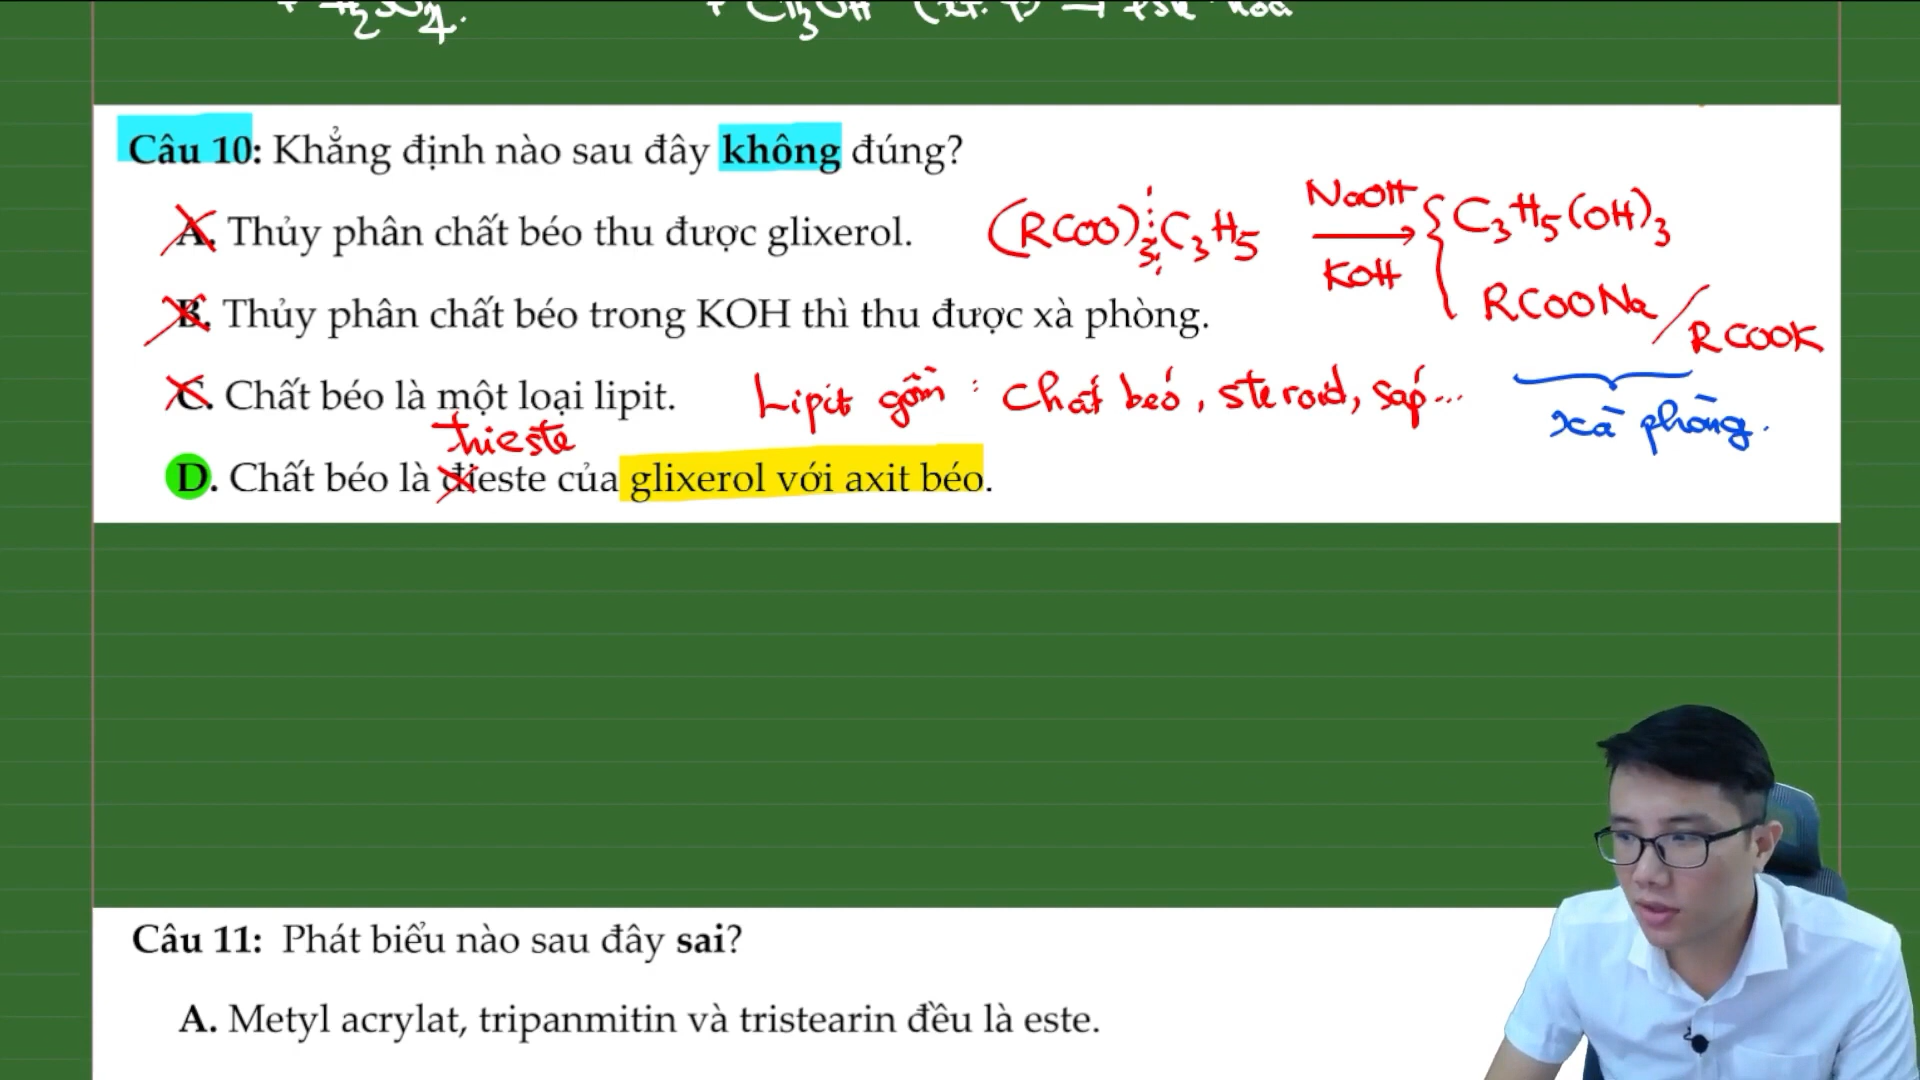 Câu 10: Khẳng định nào sau đây không đúng?
A. Thủy phân chất béo thu được glixerol.
(RCOO)3C3H5
NaOH
KOH
C3H5(OH)3
RCOONa / RCOOK
B. Thủy phân chất béo trong KOH thì thu được xà phòng.
C. Chất béo là một loại lipit.
Lipit gồm : Chất béo, steroid, sáp...
xà phòng.
trieste
D. Chất béo là đieste của glixerol với axit béo.
Câu 11: Phát biểu nào sau đây sai?
A. Metyl acrylat, tripanmitin và tristearin đều là este.